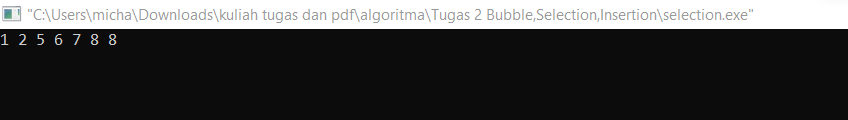 "C:\Users\micha\Downloads\kuliah tugas dan pdf\algoritma\Tugas 2 Bubble,Selection,Insertion\selection.exe"
1 2 5 6 7 8 8